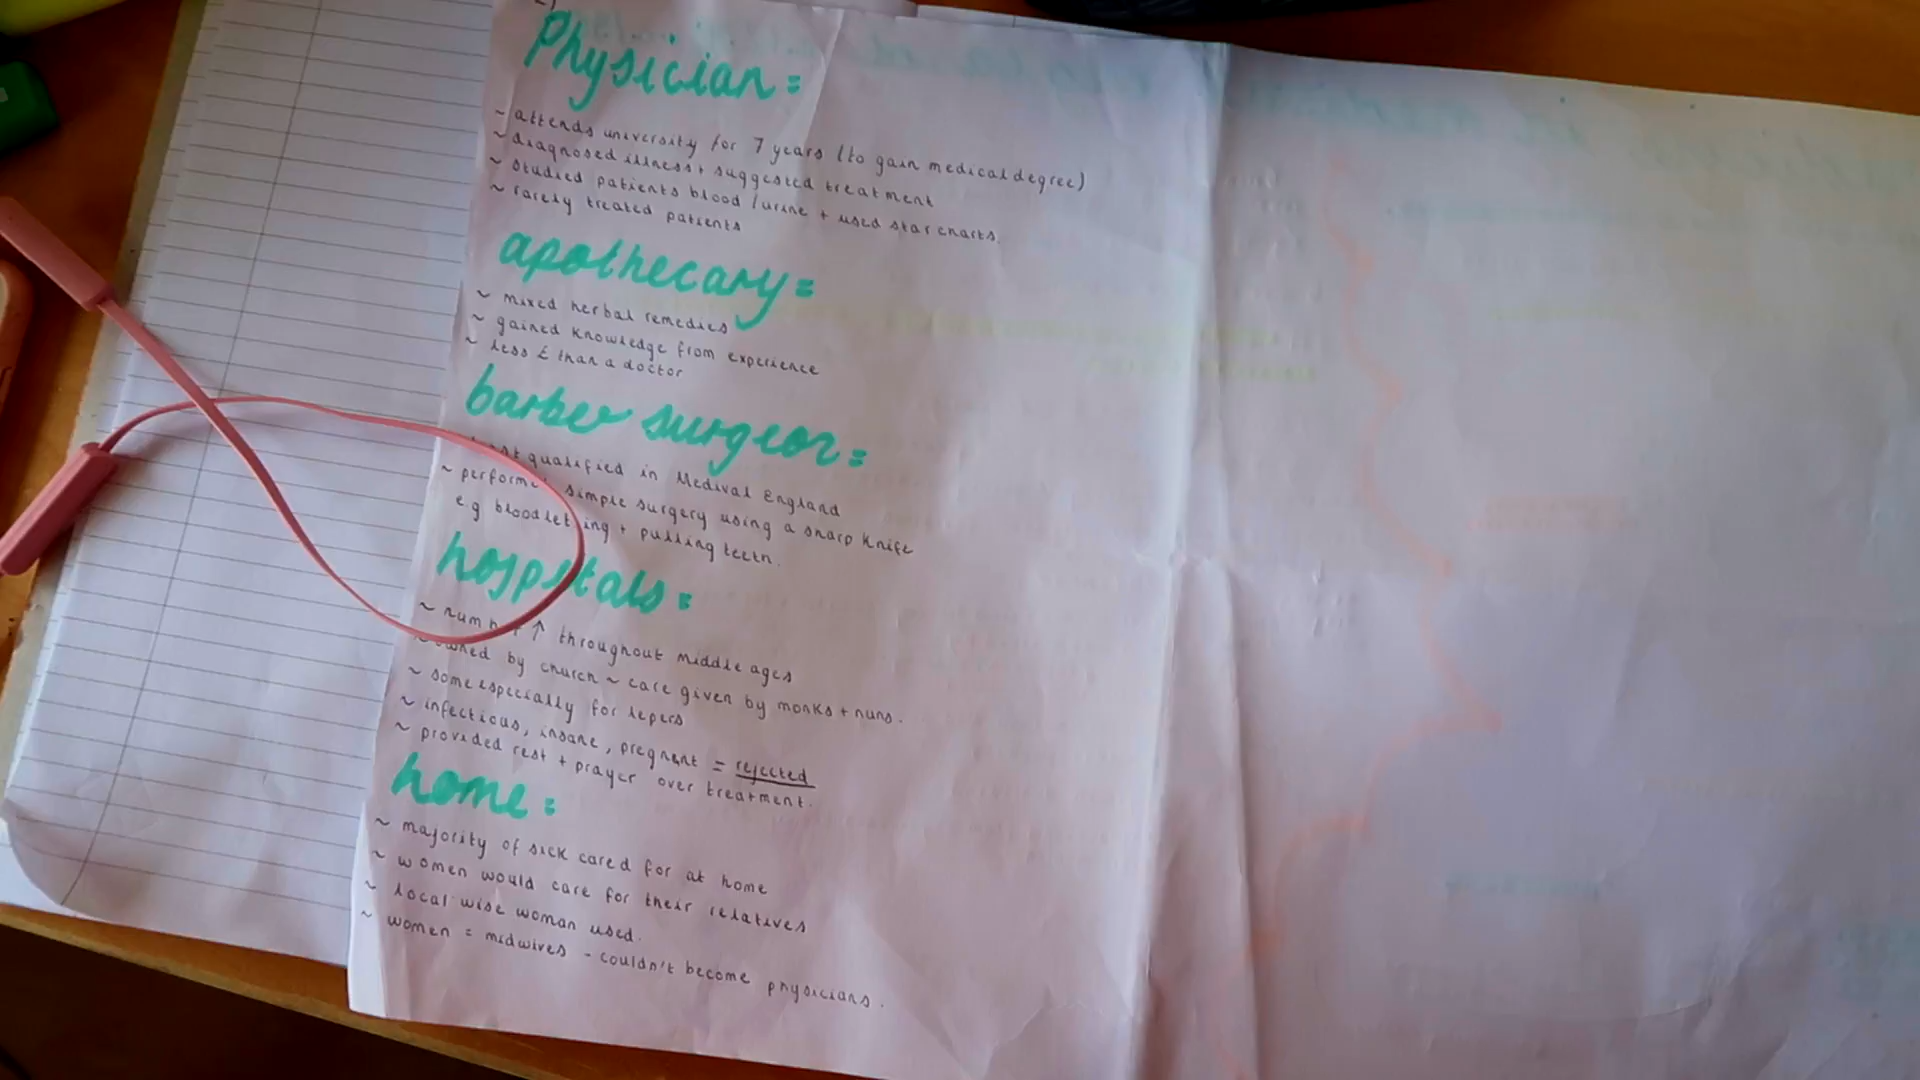 Physician =
~ attends university for 7 years (to gain medical degree)
~ diagnosed illness + suggested treatment
~ studied patients blood / urine + used star charts.
~ rarely treated patients
apothecary =
~ mixed herbal remedies
~ gained knowledge from experience
~ less £ than a doctor
barber surgeon =
qualified in Medival England
~ performed simple surgery using a sharp knife
e.g bloodletting + pulling teeth.
hospitals =
~ number ↑ throughout middle ages
~ owned by church ~ care given by monks + nuns.
~ some especially for lepers
~ infectious, insane, pregnant = rejected
~ provided rest + prayer over treatment.
home =
~ majority of sick cared for at home
~ women would care for their relatives
~ local wise woman used.
~ women = midwives - couldn't become physicians.